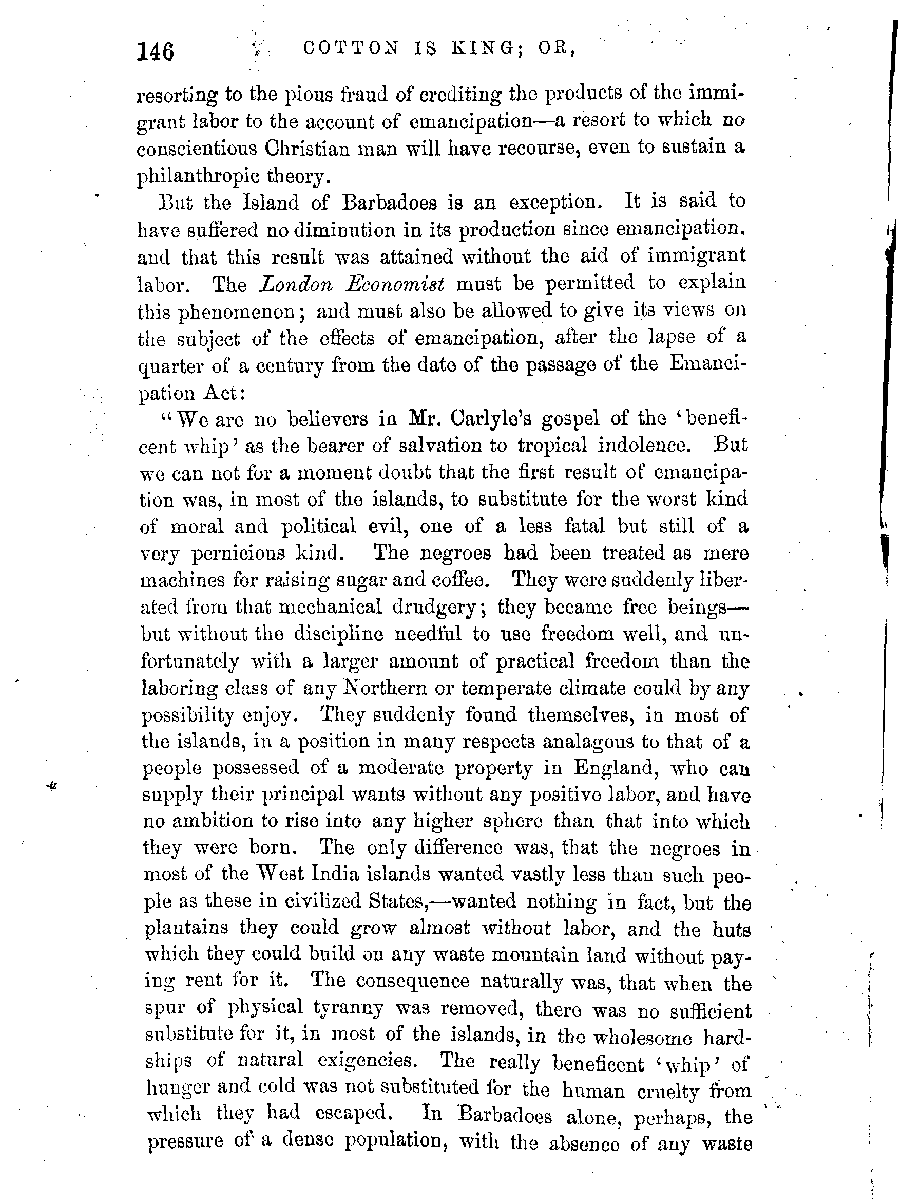 146 COTTON IS KING; OR,
resorting to the pious fraud of crediting the products of the immi-
grant labor to the account of emancipation—a resort to which no
conscientious Christian man will have recourse, even to sustain a
philanthropic theory.
But the Island of Barbadoes is an exception. It is said to
have suffered no diminution in its production since emancipation,
and that this result was attained without the aid of immigrant
labor. The London Economist must be permitted to explain
this phenomenon; and must also be allowed to give its views on
the subject of the effects of emancipation, after the lapse of a
quarter of a century from the date of the passage of the Emanci-
pation Act:
"We are no believers in Mr. Carlyle's gospel of the 'benefi-
cent whip' as the bearer of salvation to tropical indolence. But
we can not for a moment doubt that the first result of emancipa-
tion was, in most of the islands, to substitute for the worst kind
of moral and political evil, one of a less fatal but still of a
very pernicious kind. The negroes had been treated as mere
machines for raising sugar and coffee. They were suddenly liber-
ated from that mechanical drudgery; they became free beings—
but without the discipline needful to use freedom well, and un-
fortunately with a larger amount of practical freedom than the
laboring class of any Northern or temperate climate could by any
possibility enjoy. They suddenly found themselves, in most of
the islands, in a position in many respects analagous to that of a
people possessed of a moderate property in England, who can
supply their principal wants without any positive labor, and have
no ambition to rise into any higher sphere than that into which
they were born. The only difference was, that the negroes in
most of the West India islands wanted vastly less than such peo-
ple as these in civilized States,—wanted nothing in fact, but the
plantains they could grow almost without labor, and the huts
which they could build on any waste mountain land without pay-
ing rent for it. The consequence naturally was, that when the
spur of physical tyranny was removed, there was no sufficient
substitute for it, in most of the islands, in the wholesome hard-
ships of natural exigencies. The really beneficent 'whip' of
hunger and cold was not substituted for the human cruelty from
which they had escaped. In Barbadoes alone, perhaps, the
pressure of a dense population, with the absence of any waste